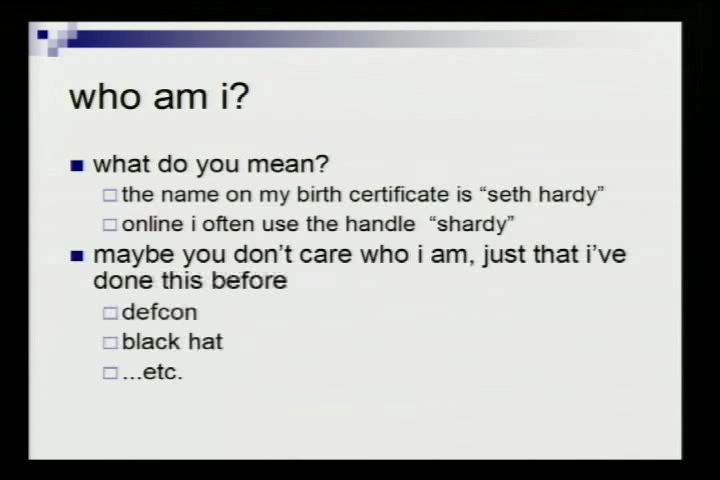 who am i?
what do you mean?
the name on my birth certificate is “seth hardy”
online i often use the handle “shardy”
maybe you don’t care who i am, just that i’ve
done this before
defcon
black hat
...etc.